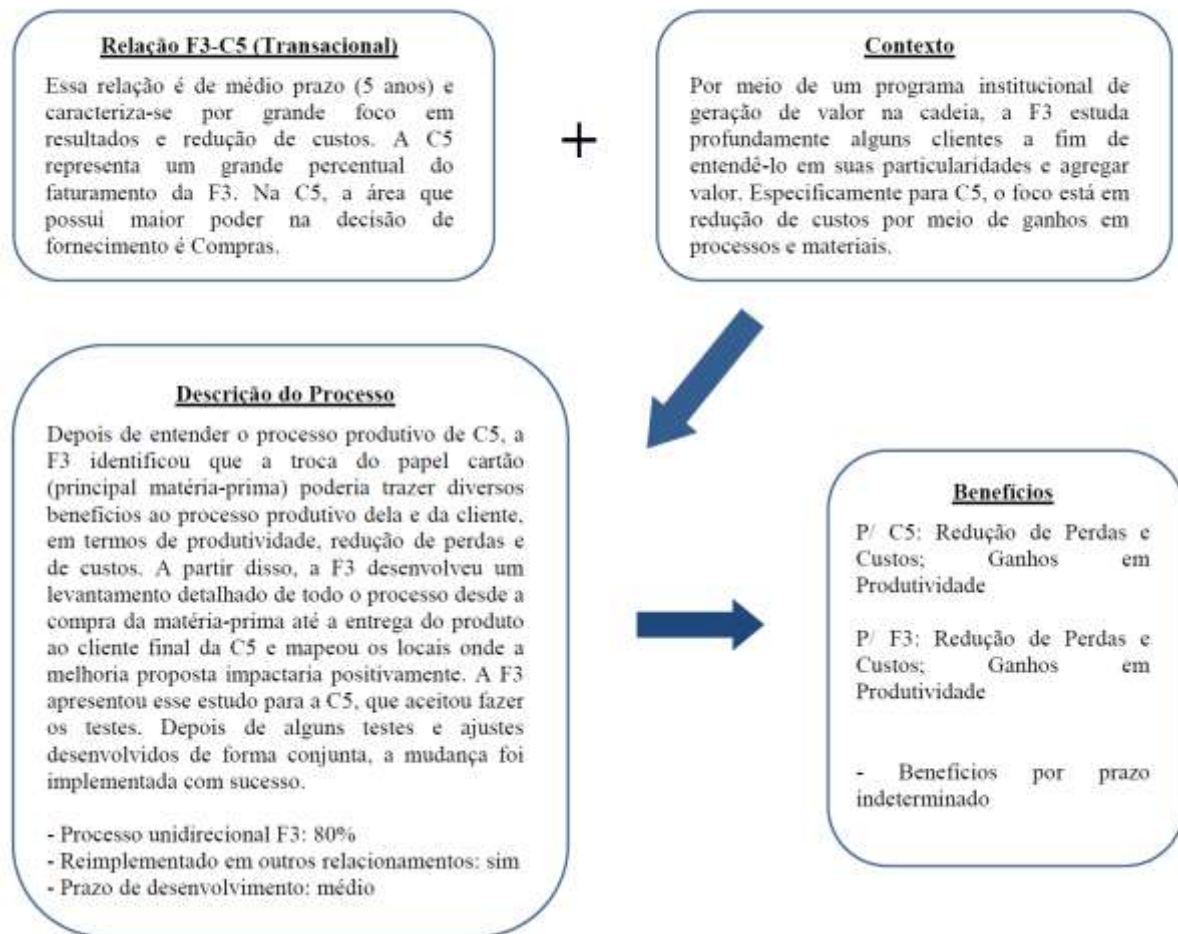 Relação F3-C5 (Transacional)
Essa relação é de médio prazo (5 anos) e
caracteriza-se por grande foco em
resultados e redução de custos. A C5
representa um grande percentual do
faturamento da F3. Na C5, a área que
possui maior poder na decisão de
fornecimento é Compras.
+
Contexto
Por meio de um programa institucional de
geração de valor na cadeia, a F3 estuda
profundamente alguns clientes a fim de
entendê-lo em suas particularidades e agregar
valor. Especificamente para C5, o foco está em
redução de custos por meio de ganhos em
processos e materiais.
Descrição do Processo
Depois de entender o processo produtivo de C5, a
F3 identificou que a troca do papel cartão
(principal matéria-prima) poderia trazer diversos
benefícios ao processo produtivo dela e da cliente,
em termos de produtividade, redução de perdas e
de custos. A partir disso, a F3 desenvolveu um
levantamento detalhado de todo o processo desde a
compra da matéria-prima até a entrega do produto
ao cliente final da C5 e mapeou os locais onde a
melhoria proposta impactaria positivamente. A F3
apresentou esse estudo para a C5, que aceitou fazer
os testes. Depois de alguns testes e ajustes
desenvolvidos de forma conjunta, a mudança foi
implementada com sucesso.
- Processo unidirecional F3: 80%
- Reimplementado em outros relacionamentos: sim
- Prazo de desenvolvimento: médio
Benefícios
P/ C5: Redução de Perdas e
Custos; Ganhos em
Produtividade
P/ F3: Redução de Perdas e
Custos; Ganhos em
Produtividade
- Benefícios por prazo
indeterminado